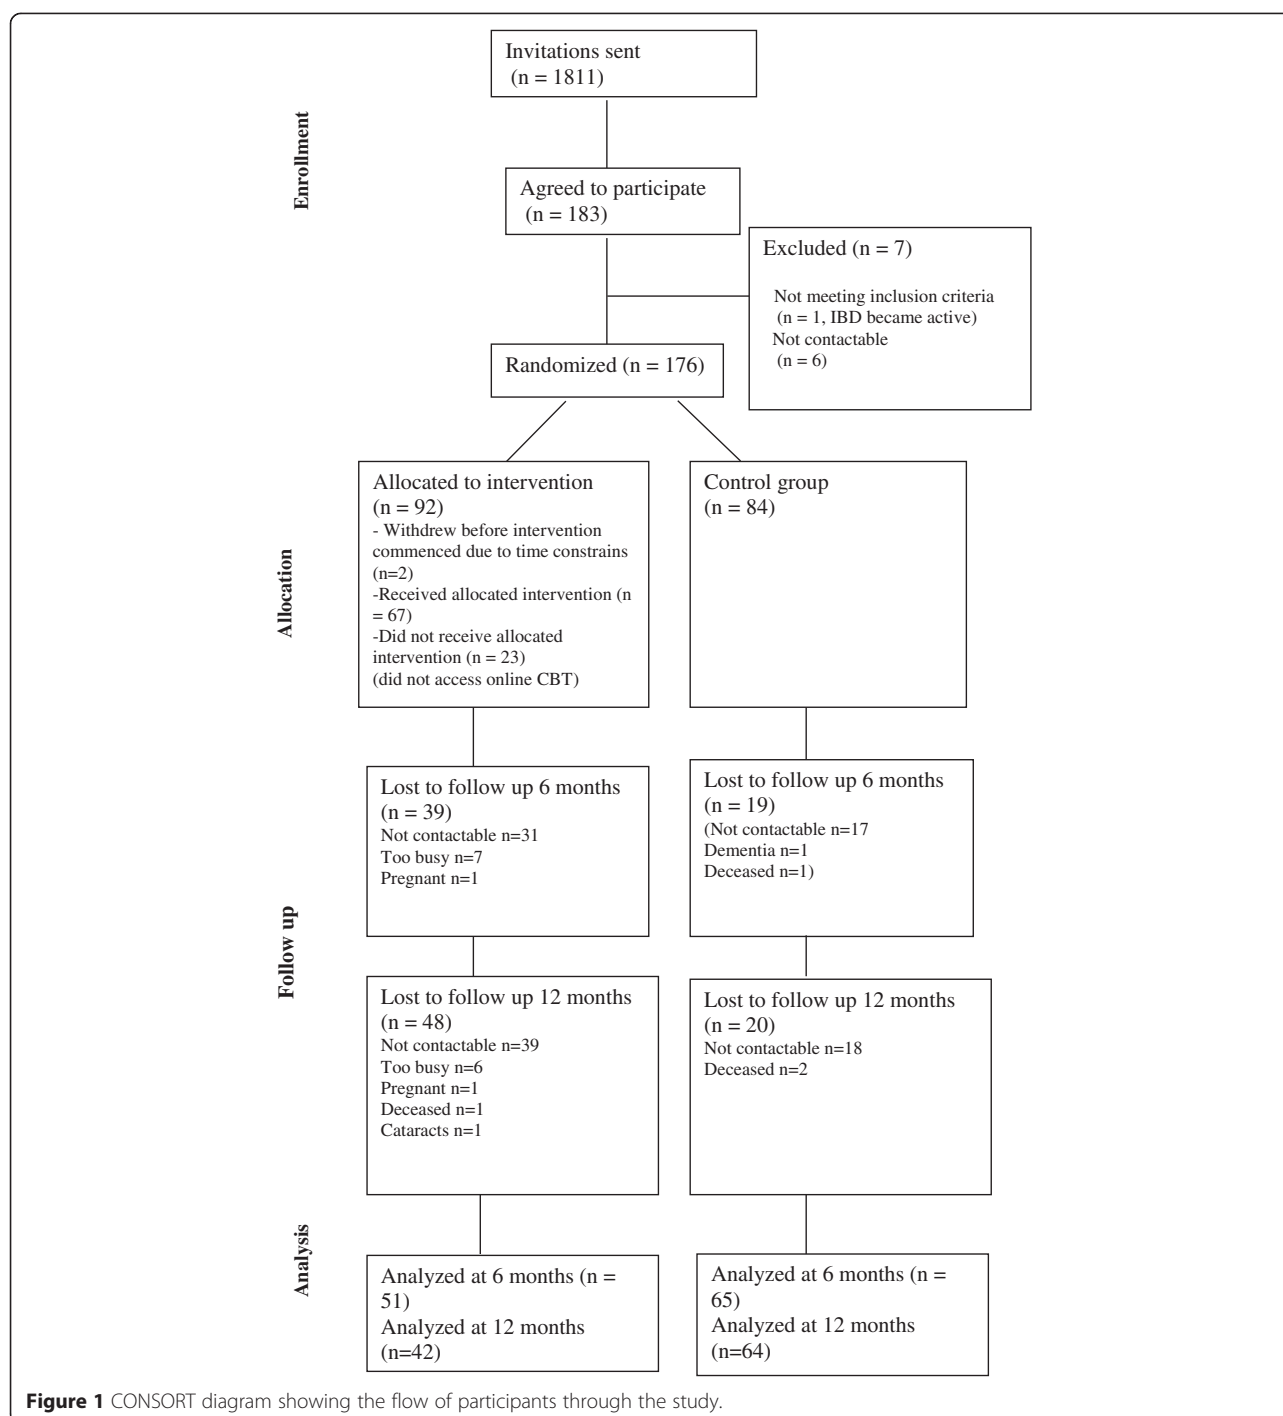 Invitations sent
(n = 1811)
Enrollment
Agreed to participate
(n = 183)
Excluded (n = 7)
Not meeting inclusion criteria
(n = 1, IBD became active)
Not contactable
(n = 6)
Randomized (n = 176)
Allocation
Allocated to intervention
(n = 92)
- Withdrew before intervention
commenced due to time constrains
(n=2)
-Received allocated intervention (n
= 67)
-Did not receive allocated
intervention (n = 23)
(did not access online CBT)
Control group
(n = 84)
Follow up
Lost to follow up 6 months
(n = 39)
Not contactable n=31
Too busy n=7
Pregnant n=1
Lost to follow up 6 months
(n = 19)
(Not contactable n=17
Dementia n=1
Deceased n=1)
Lost to follow up 12 months
(n = 48)
Not contactable n=39
Too busy n=6
Pregnant n=1
Deceased n=1
Cataracts n=1
Lost to follow up 12 months
(n = 20)
Not contactable n=18
Deceased n=2
Analysis
Analyzed at 6 months (n =
51)
Analyzed at 12 months
(n=42)
Analyzed at 6 months (n =
65)
Analyzed at 12 months
(n=64)
Figure 1 CONSORT diagram showing the flow of participants through the study.